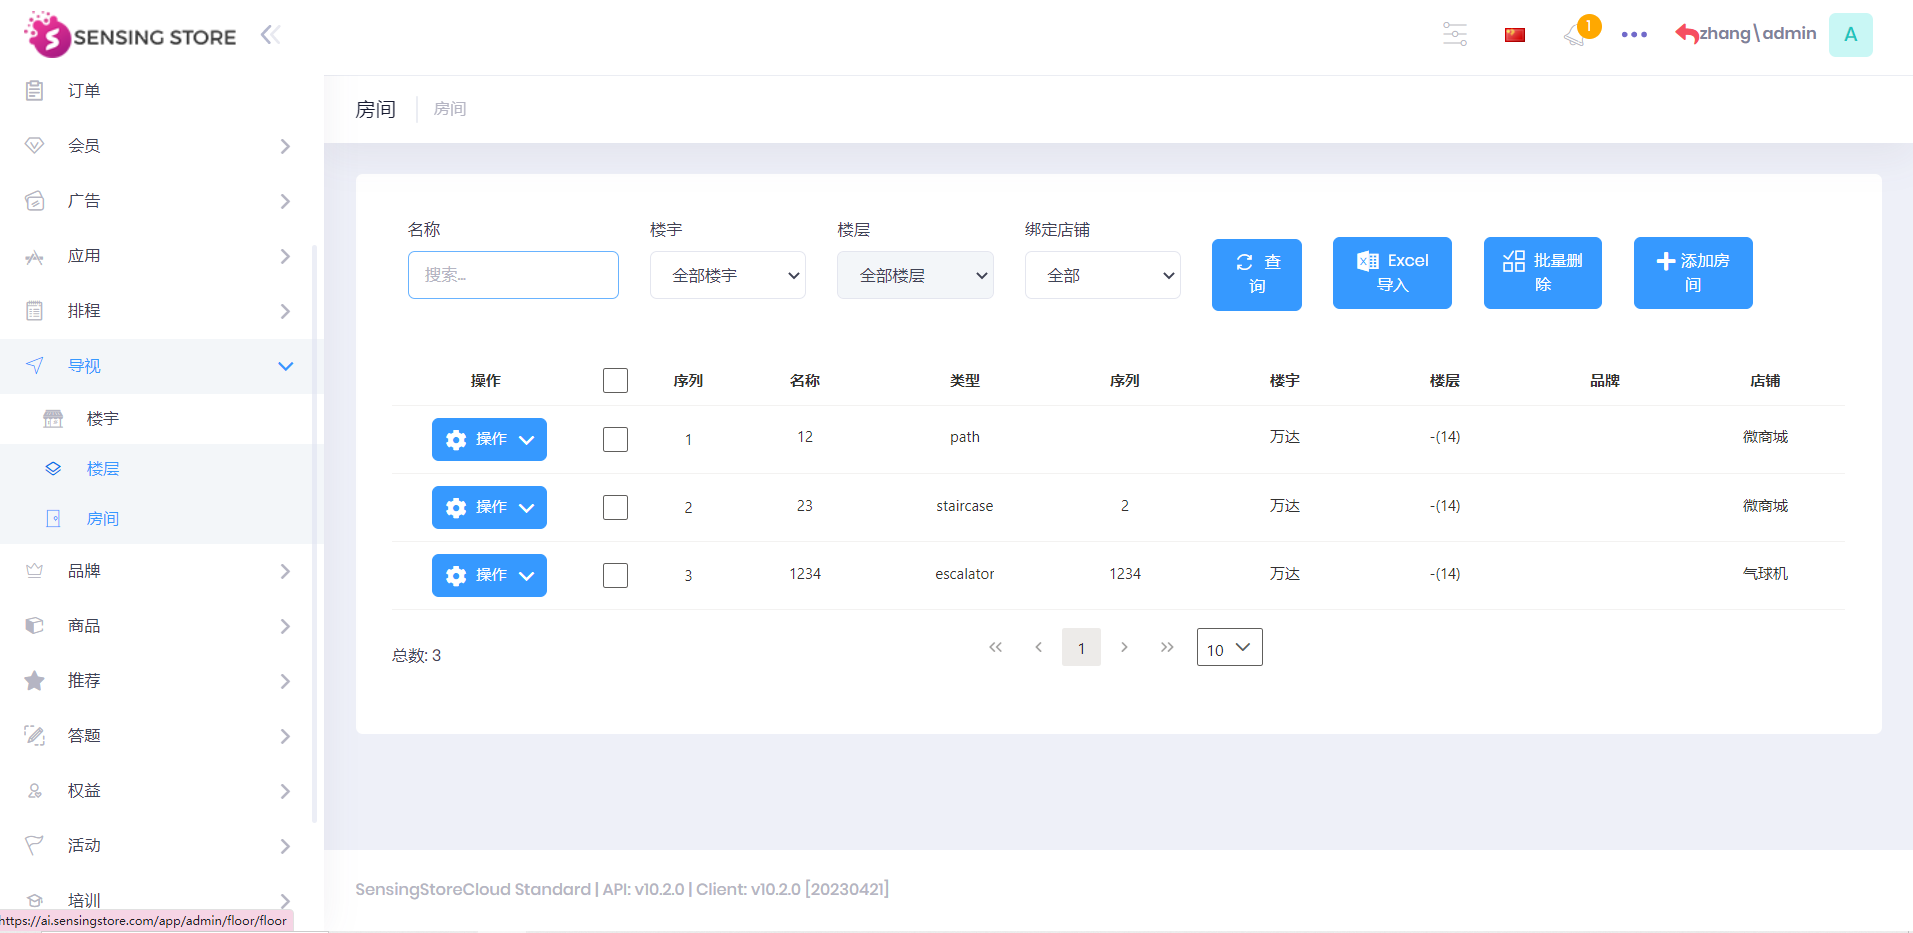 SENSING STORE
1
zhang\admin
A
订单
会员
广告
应用
排程
导视
楼宇
楼层
房间
品牌
商品
推荐
答题
权益
活动
培训
https://ai.sensingstore.com/app/admin/floor/floor
房间
房间
名称
楼宇
楼层
绑定店铺
搜索...
全部楼宇
全部楼层
全部
查
询
Excel
导入
批量删
除
添加房
间
操作 序列 名称 类型 序列 楼宇 楼层 品牌 店铺
操作 1 12 path 万达 -(14) 微商城
操作 2 23 staircase 2 万达 -(14) 微商城
操作 3 1234 escalator 1234 万达 -(14) 气球机
总数: 3
1
10
SensingStoreCloud Standard | API: v10.2.0 | Client: v10.2.0 [20230421]